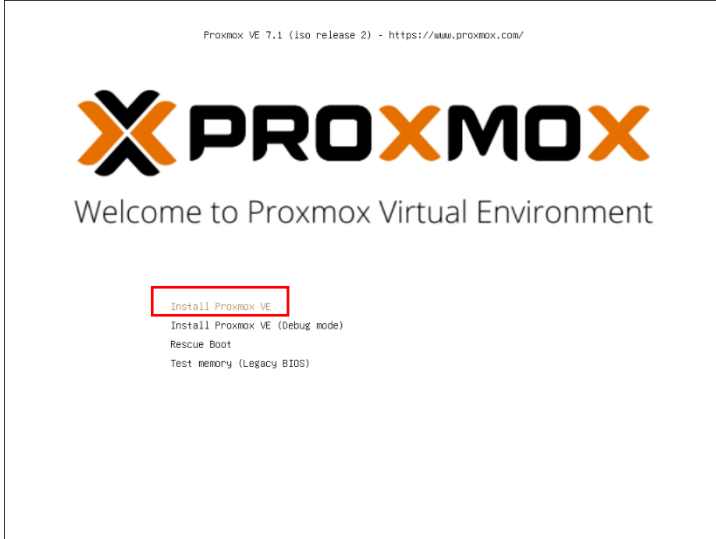 Proxmox VE 7.1 (iso release 2) - https://www.proxmox.com/
PROXMOX
Welcome to Proxmox Virtual Environment
Install Proxmox VE
Install Proxmox VE (Debug mode)
Rescue Boot
Test memory (Legacy BIOS)